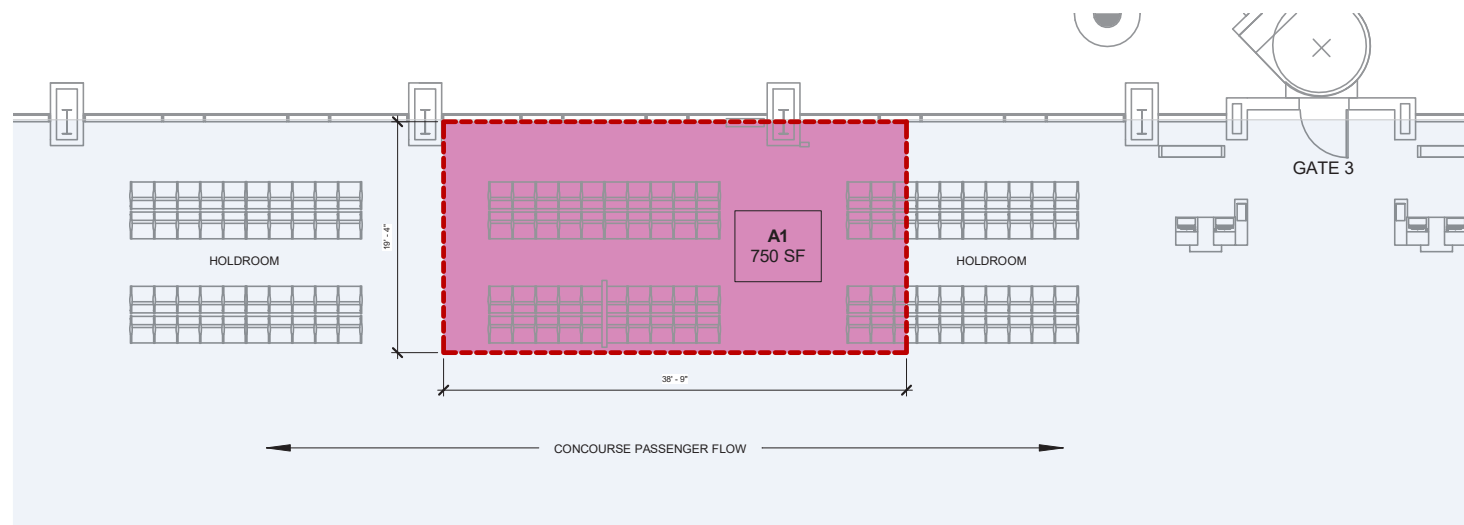 GATE 3
A1
750 SF
19' - 4"
HOLDROOM
HOLDROOM
38' - 9"
CONCOURSE PASSENGER FLOW